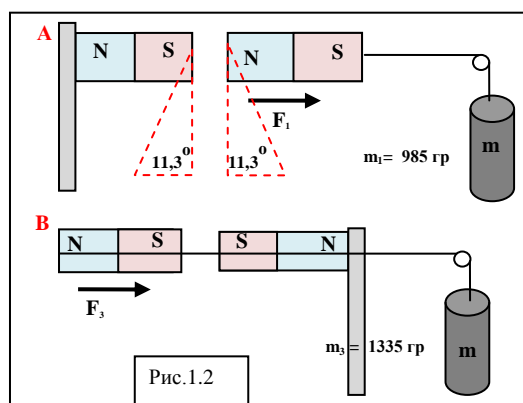 A
N S N S
F₁
11,3⁰ 11,3⁰
m₁= 985 гр
m
B
N S S N
F₃
m₃ = 1335 гр
m
Рис.1.2